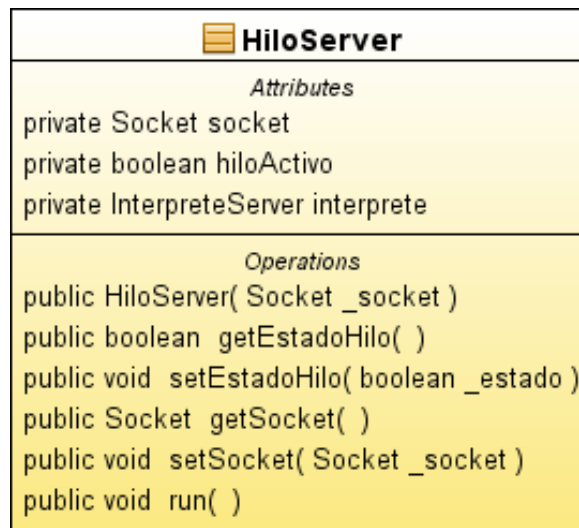 HiloServer
Attributes
private Socket socket
private boolean hiloActivo
private InterpreteServer interprete
Operations
public HiloServer( Socket _socket )
public boolean getEstadoHilo( )
public void setEstadoHilo( boolean _estado )
public Socket getSocket( )
public void setSocket( Socket _socket )
public void run( )